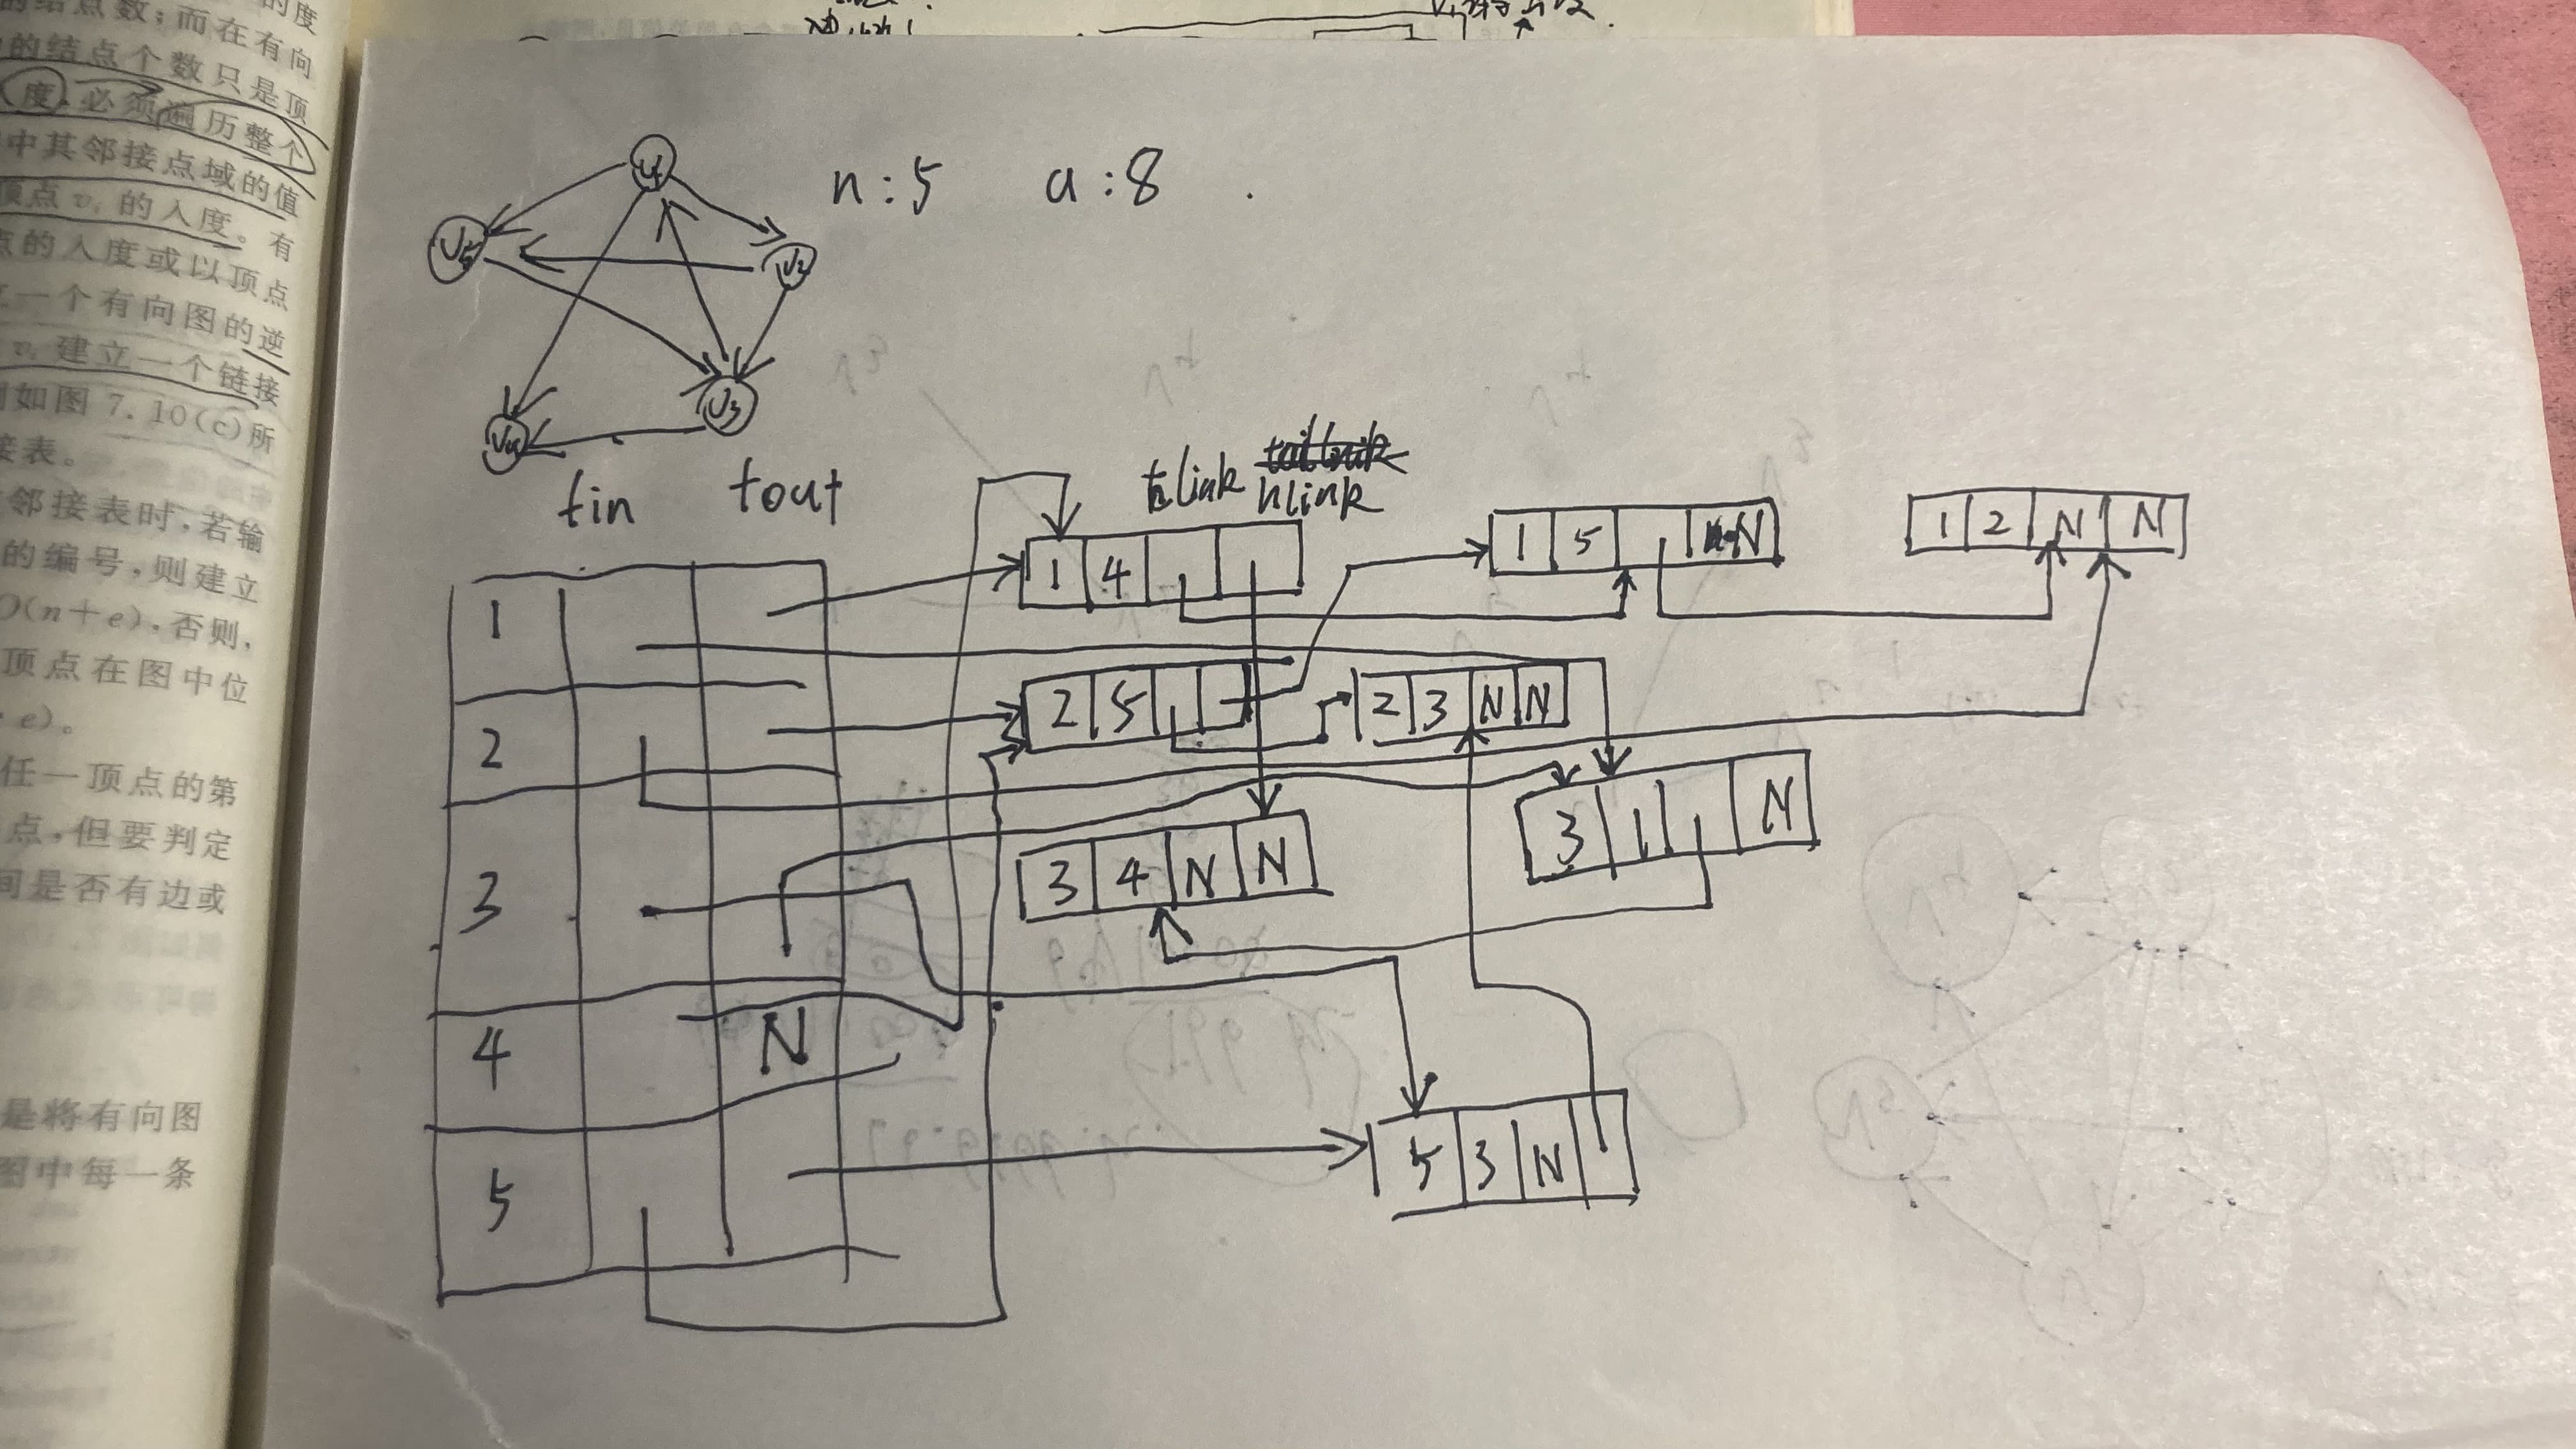 的度
的结点数；而在有向
的结点个数只是顶
度，必须遍历整个
中其邻接点域的值
顶点 v 的入度。有
点的入度或以顶点
一个有向图的逆
建立一个链接
如图 7.10(c)所
接表。
邻接表时，若输
的编号，则建立
O(n+e)，否则，
顶点在图中位
e)。
任一顶点的第
点，但要判定
间是否有边或
是将有向图
图中每一条
n:5 a:8
V1
V5
V2
V3
V4
fin tout
tlink hlink
1 4
1 5 N
1 2 N N
1
2 5
2 3 N N
2
3 1 N
3 4 N N
3
4 N
5 3 N
5